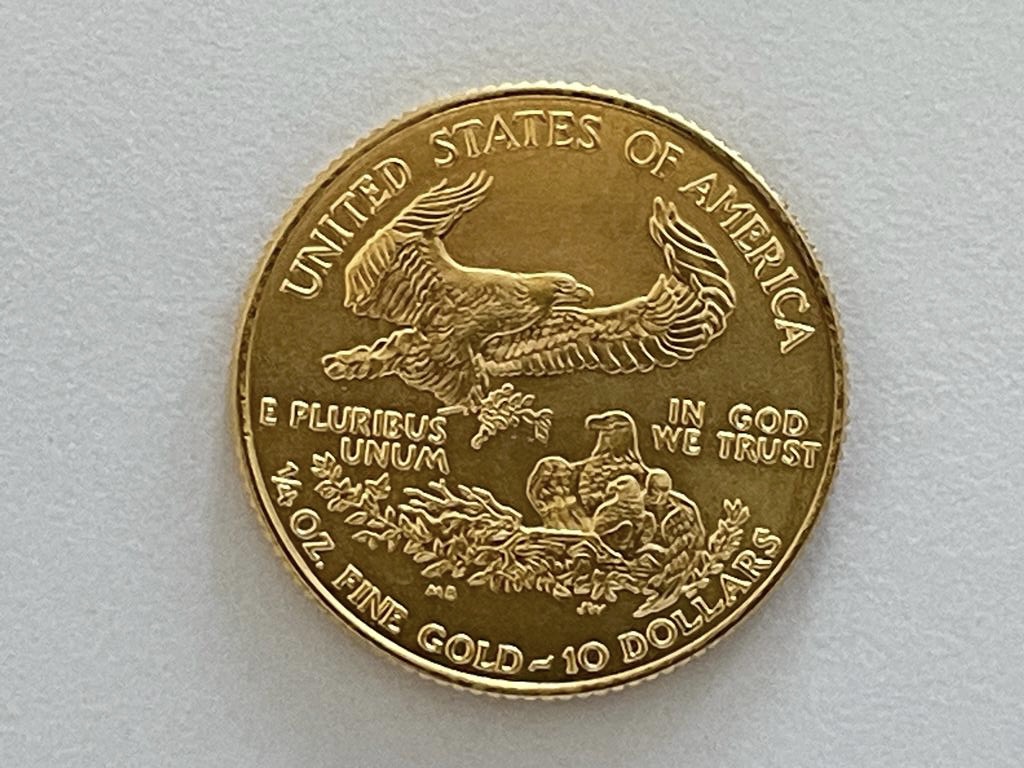 UNITED STATES OF AMERICA
E PLURIBUS
UNUM
IN GOD
WE TRUST
MB
JW
1/4 OZ. FINE GOLD~10 DOLLARS